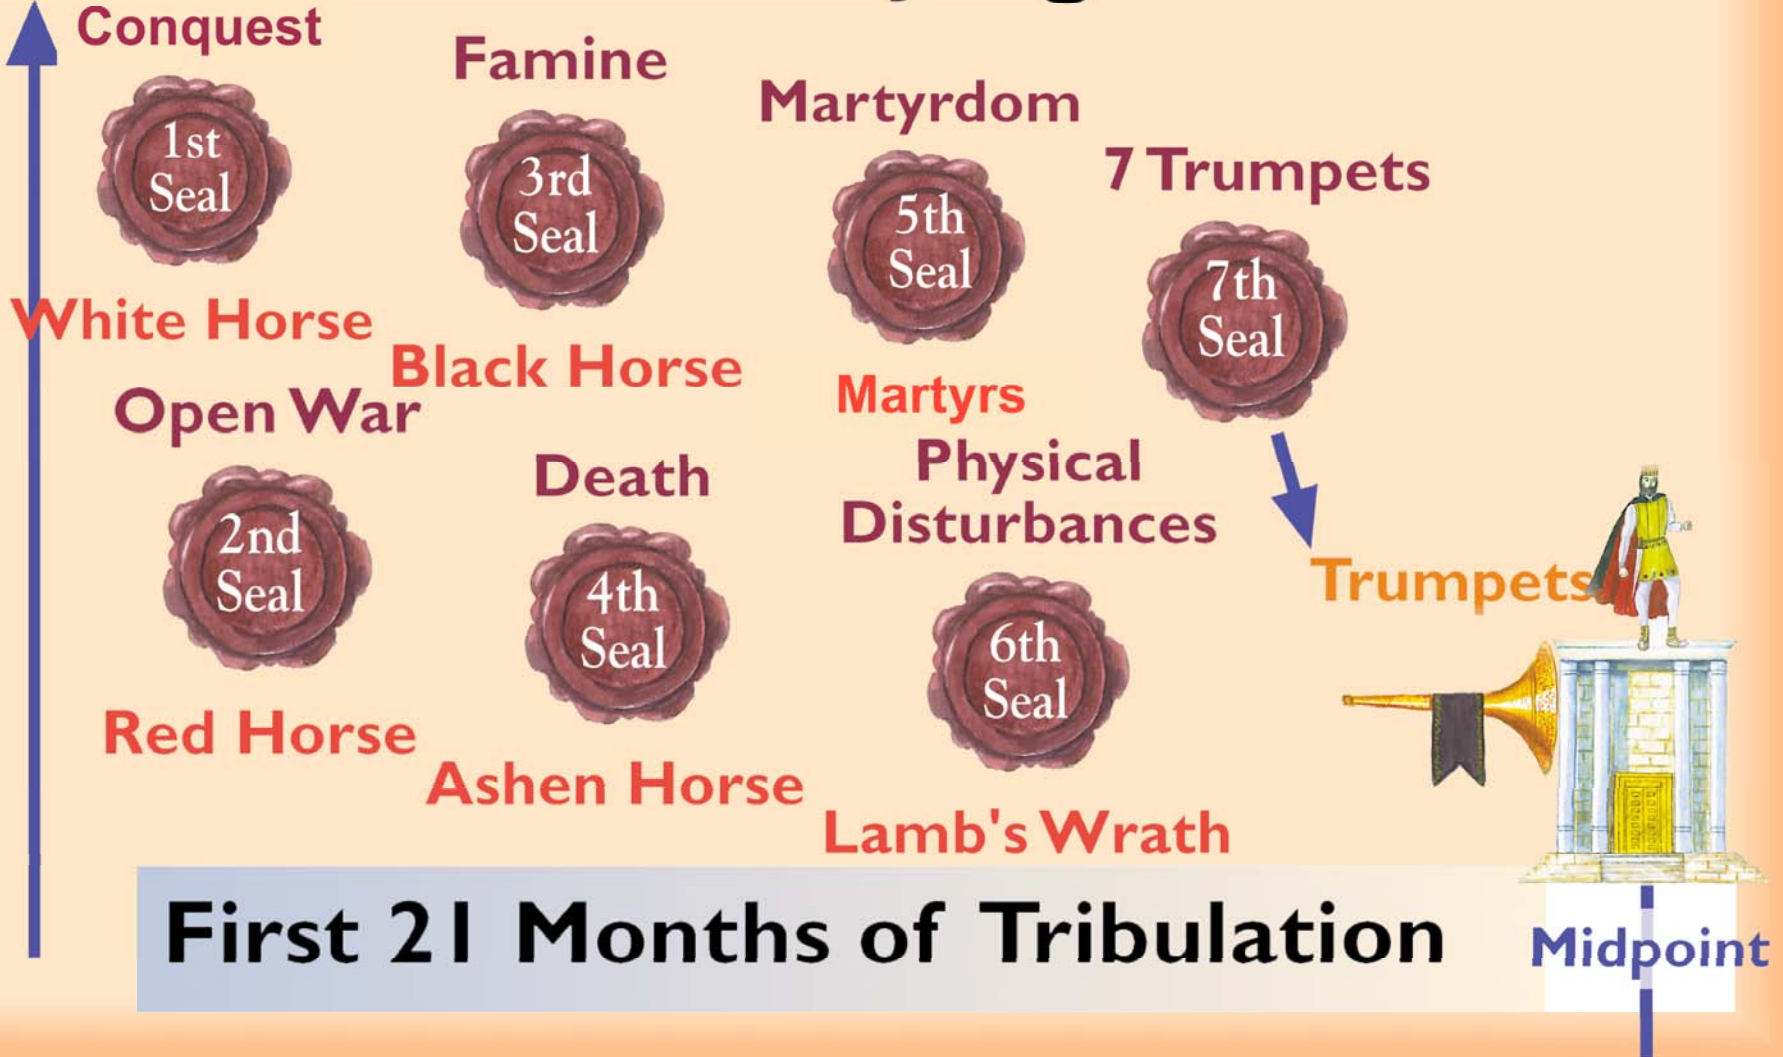 Conquest
1st
Seal
White Horse
Open War
2nd
Seal
Red Horse
Famine
3rd
Seal
Black Horse
Death
4th
Seal
Ashen Horse
Martyrdom
5th
Seal
Martyrs
Physical
Disturbances
6th
Seal
Lamb's Wrath
7 Trumpets
7th
Seal
Trumpets
First 21 Months of Tribulation
Midpoint